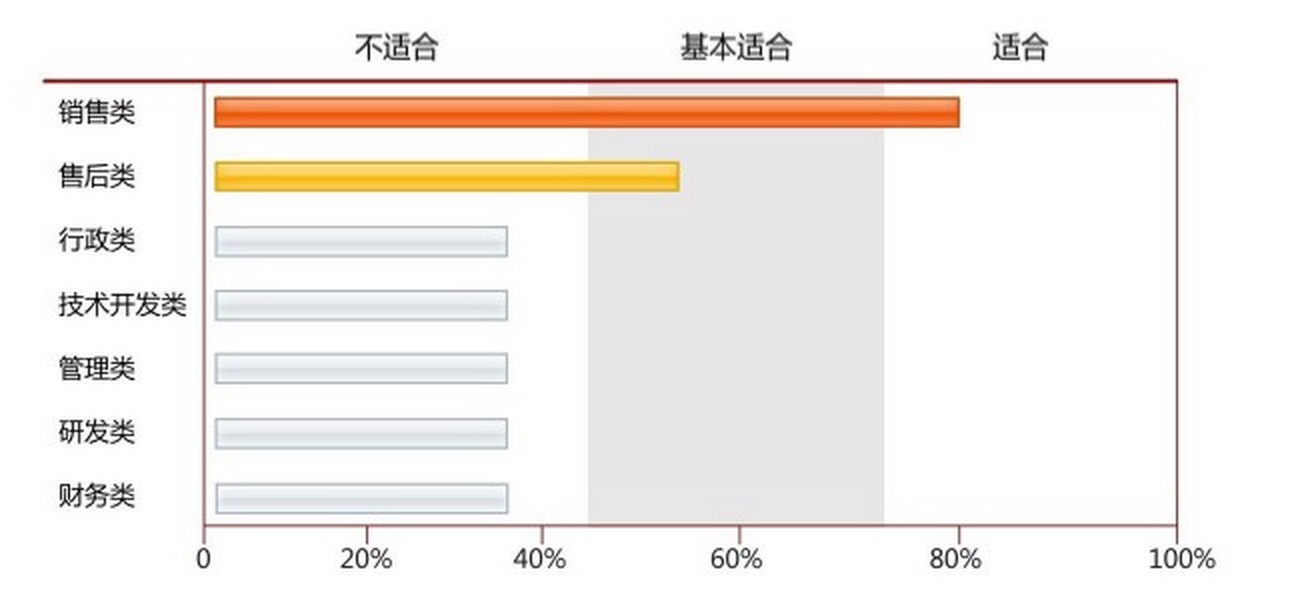 不适合 基本适合 适合
销售类
售后类
行政类
技术开发类
管理类
研发类
财务类
0 20% 40% 60% 80% 100%